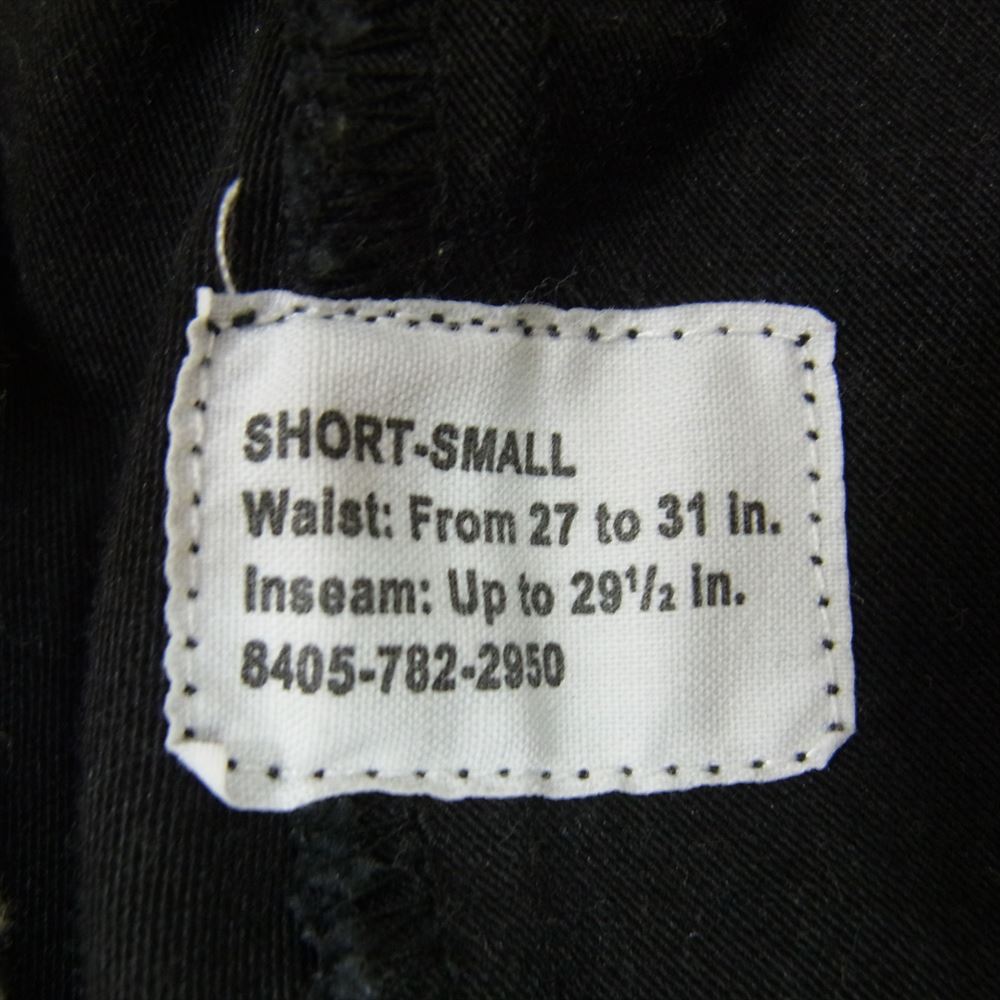 SHORT-SMALL
Waist: From 27 to 31 in.
Inseam: Up to 29½ in.
8405-782-2950